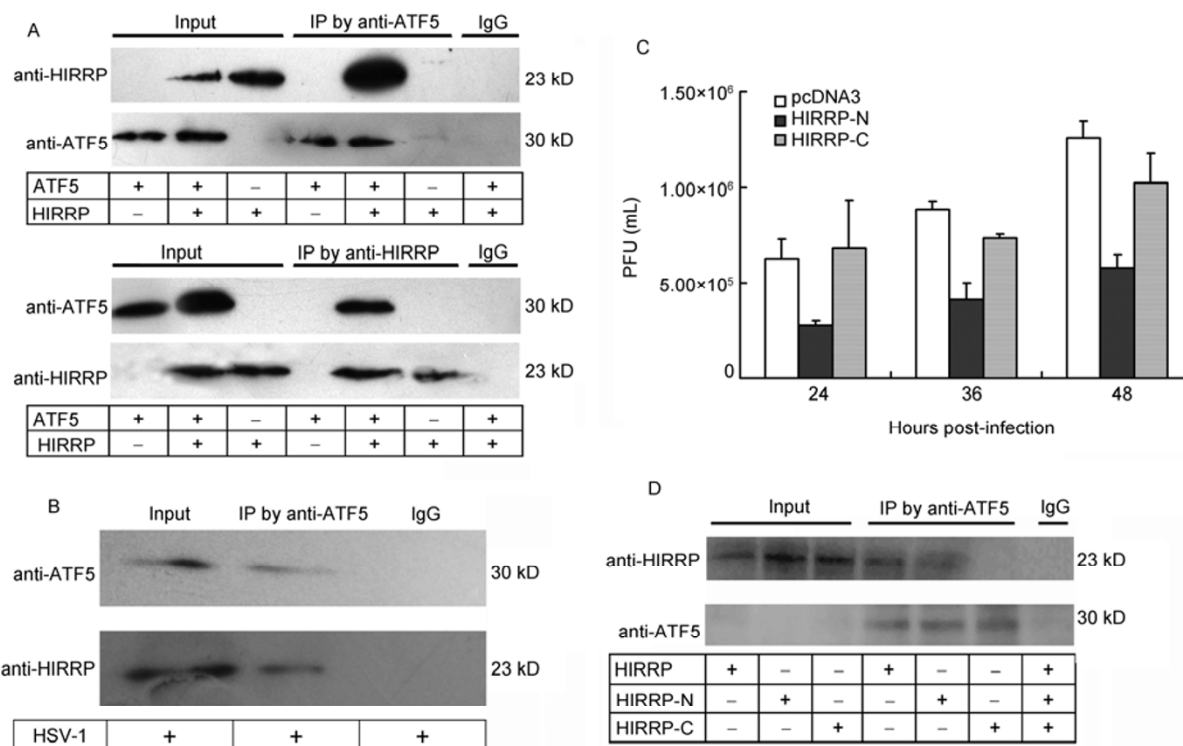 A
Input IP by anti-ATF5 IgG
anti-HIRRP 23 kD
anti-ATF5 30 kD
ATF5 + + – + + – +
HIRRP – + + – + + +
Input IP by anti-HIRRP IgG
anti-ATF5 30 kD
anti-HIRRP 23 kD
ATF5 + + – + + – +
HIRRP – + + – + + +
B
Input IP by anti-ATF5 IgG
anti-ATF5 30 kD
anti-HIRRP 23 kD
HSV-1 + + +
C
pcDNA3
HIRRP-N
HIRRP-C
PFU (mL)
1.50×10⁶
1.00×10⁶
5.00×10⁵
0
24 36 48
Hours post-infection
D
Input IP by anti-ATF5 IgG
anti-HIRRP 23 kD
anti-ATF5 30 kD
HIRRP + – – + – – +
HIRRP-N – + – – + – +
HIRRP-C – – + – – + +